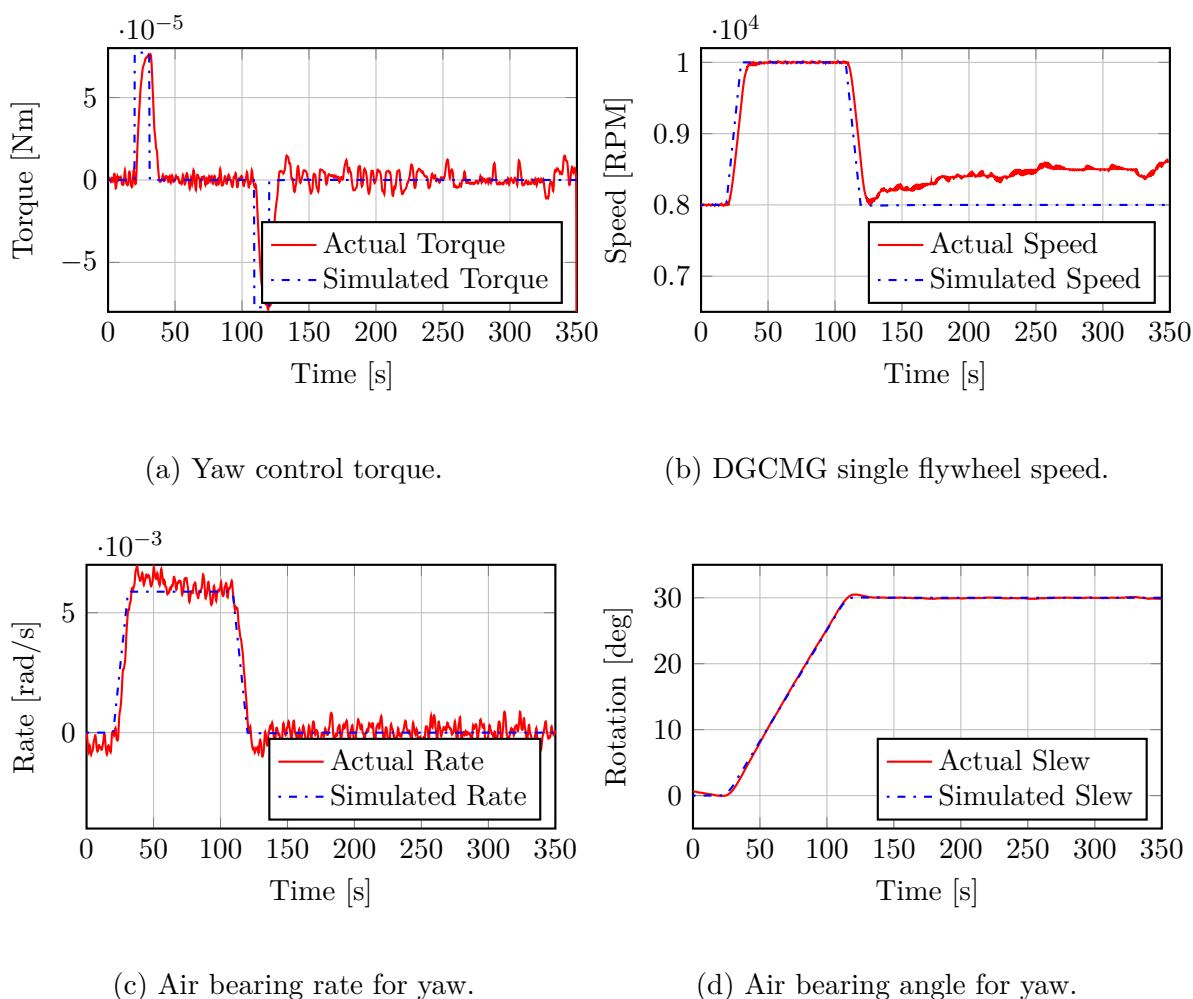 ·10−5
5
0
−5
Torque [Nm]
Actual Torque
Simulated Torque
0 50 100 150 200 250 300 350
Time [s]
(a) Yaw control torque.
·10^4
1
0.9
0.8
0.7
Speed [RPM]
Actual Speed
Simulated Speed
0 50 100 150 200 250 300 350
Time [s]
(b) DGCMG single flywheel speed.
·10−3
5
0
Rate [rad/s]
Actual Rate
Simulated Rate
0 50 100 150 200 250 300 350
Time [s]
(c) Air bearing rate for yaw.
30
20
10
0
Rotation [deg]
Actual Slew
Simulated Slew
0 50 100 150 200 250 300 350
Time [s]
(d) Air bearing angle for yaw.